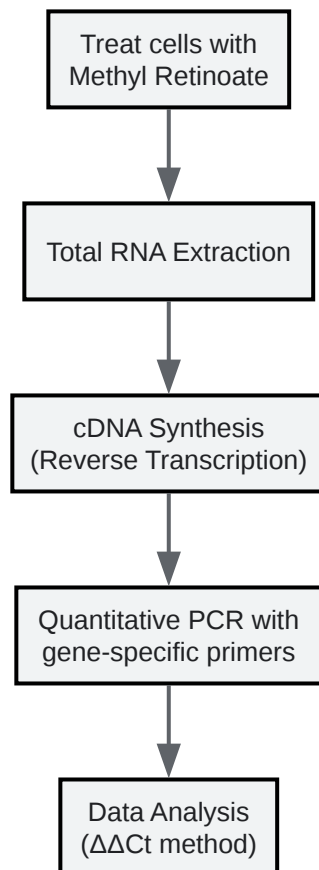 Treat cells with
Methyl Retinoate
Total RNA Extraction
cDNA Synthesis
(Reverse Transcription)
Quantitative PCR with
gene-specific primers
Data Analysis
(ΔΔCt method)